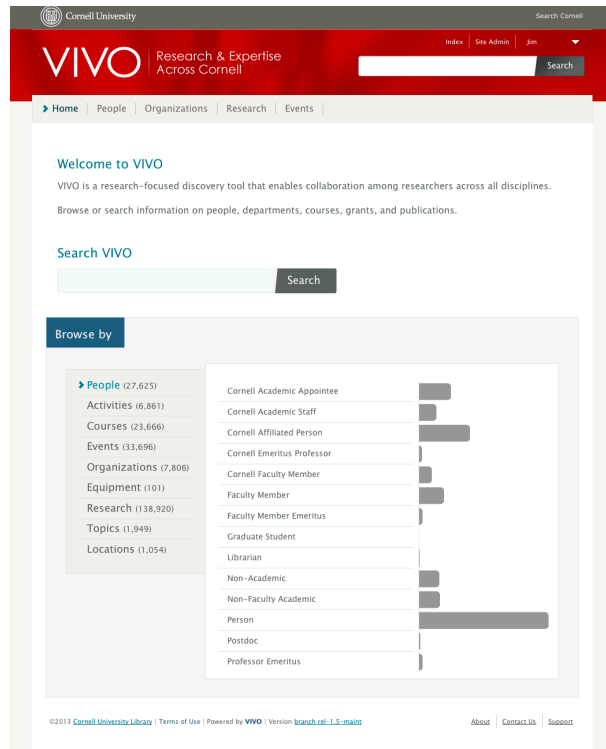 Cornell University
Search Cornell
Index Site Admin Jim
VIVO Research & Expertise
Across Cornell
Search
Home People Organizations Research Events
Welcome to VIVO
VIVO is a research-focused discovery tool that enables collaboration among researchers across all disciplines.
Browse or search information on people, departments, courses, grants, and publications.
Search VIVO
Search
Browse by
People (27,625)
Activities (6,861)
Courses (23,666)
Events (33,696)
Organizations (7,806)
Equipment (101)
Research (138,920)
Topics (1,949)
Locations (1,054)
Cornell Academic Appointee
Cornell Academic Staff
Cornell Affiliated Person
Cornell Emeritus Professor
Cornell Faculty Member
Faculty Member
Faculty Member Emeritus
Graduate Student
Librarian
Non-Academic
Non-Faculty Academic
Person
Postdoc
Professor Emeritus
©2013 Cornell University Library | Terms of Use | Powered by VIVO | Version branch rel-1.5-maint
About Contact Us Support